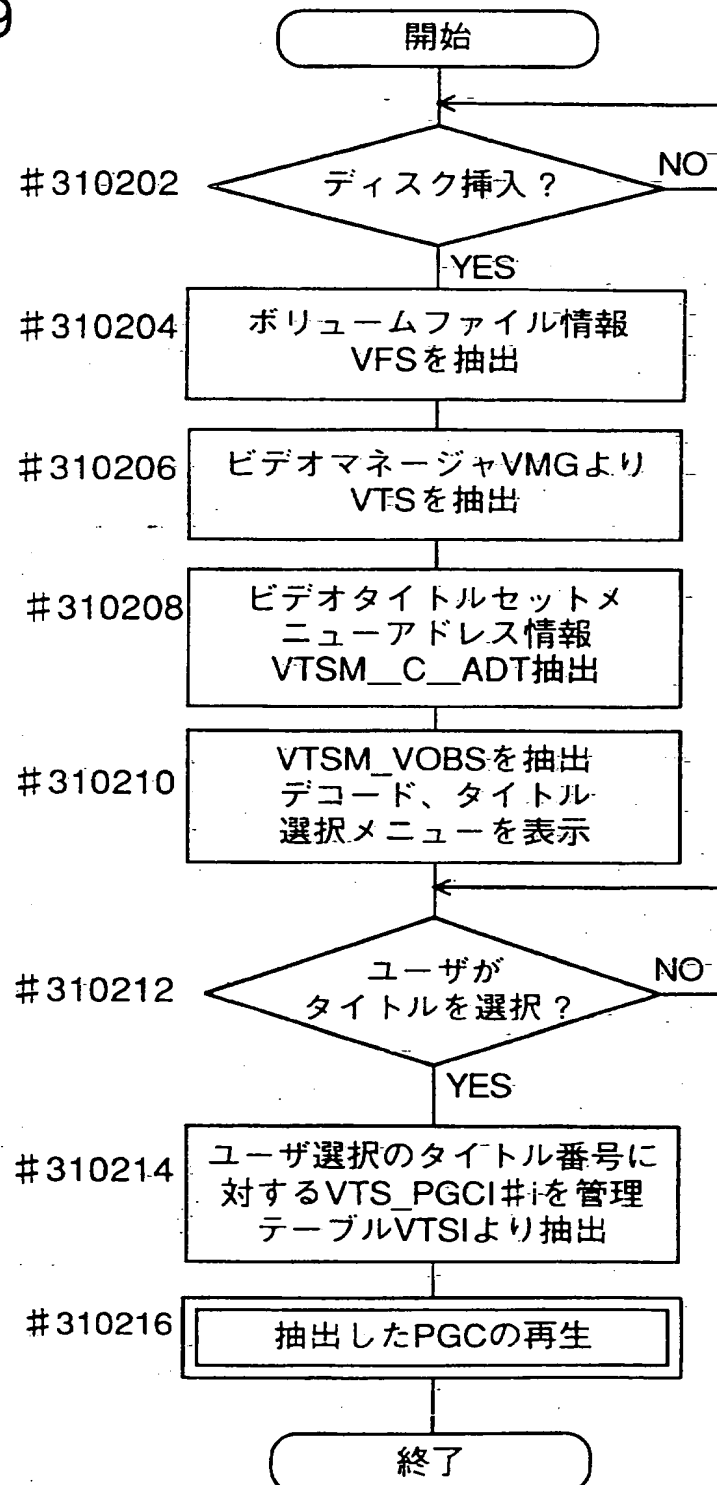 9
開始
#310202
ディスク挿入？
NO
YES
#310204
ボリュームファイル情報
VFSを抽出
#310206
ビデオマネージャVMGより
VTSを抽出
#310208
ビデオタイトルセットメ
ニューアドレス情報
VTSM__C__ADT抽出
#310210
VTSM_VOBSを抽出
デコード、タイトル
選択メニューを表示
#310212
ユーザが
タイトルを選択？
NO
YES
#310214
ユーザ選択のタイトル番号に
対するVTS_PGCI#iを管理
テーブルVTSIより抽出
#310216
抽出したPGCの再生
終了